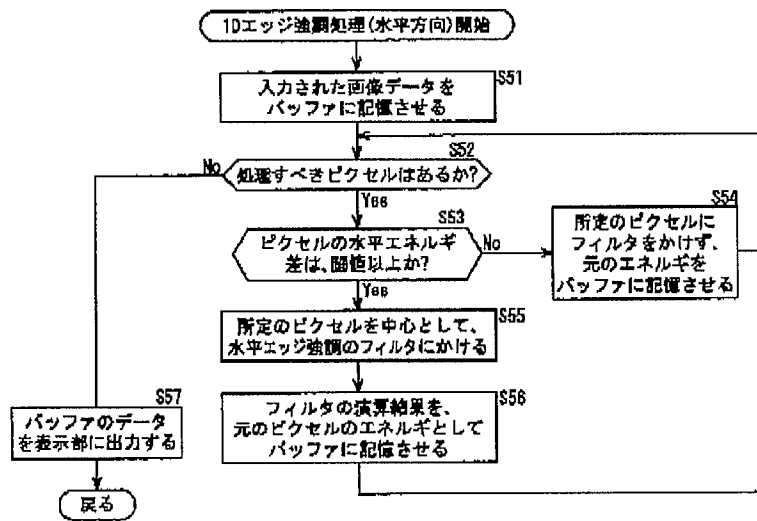 1Dエッジ強調処理(水平方向)開始
S51
入力された画像データを
バッファに記憶させる
S52
処理すべきピクセルはあるか?
No
Yes
S53
ピクセルの水平エネルギ
差は、閾値以上か?
No
Yes
S54
所定のピクセルに
フィルタをかけず、
元のエネルギを
バッファに記憶させる
S55
所定のピクセルを中心として、
水平エッジ強調のフィルタにかける
S56
フィルタの演算結果を、
元のピクセルのエネルギとして
バッファに記憶させる
S57
バッファのデータ
を表示部に出力する
戻る